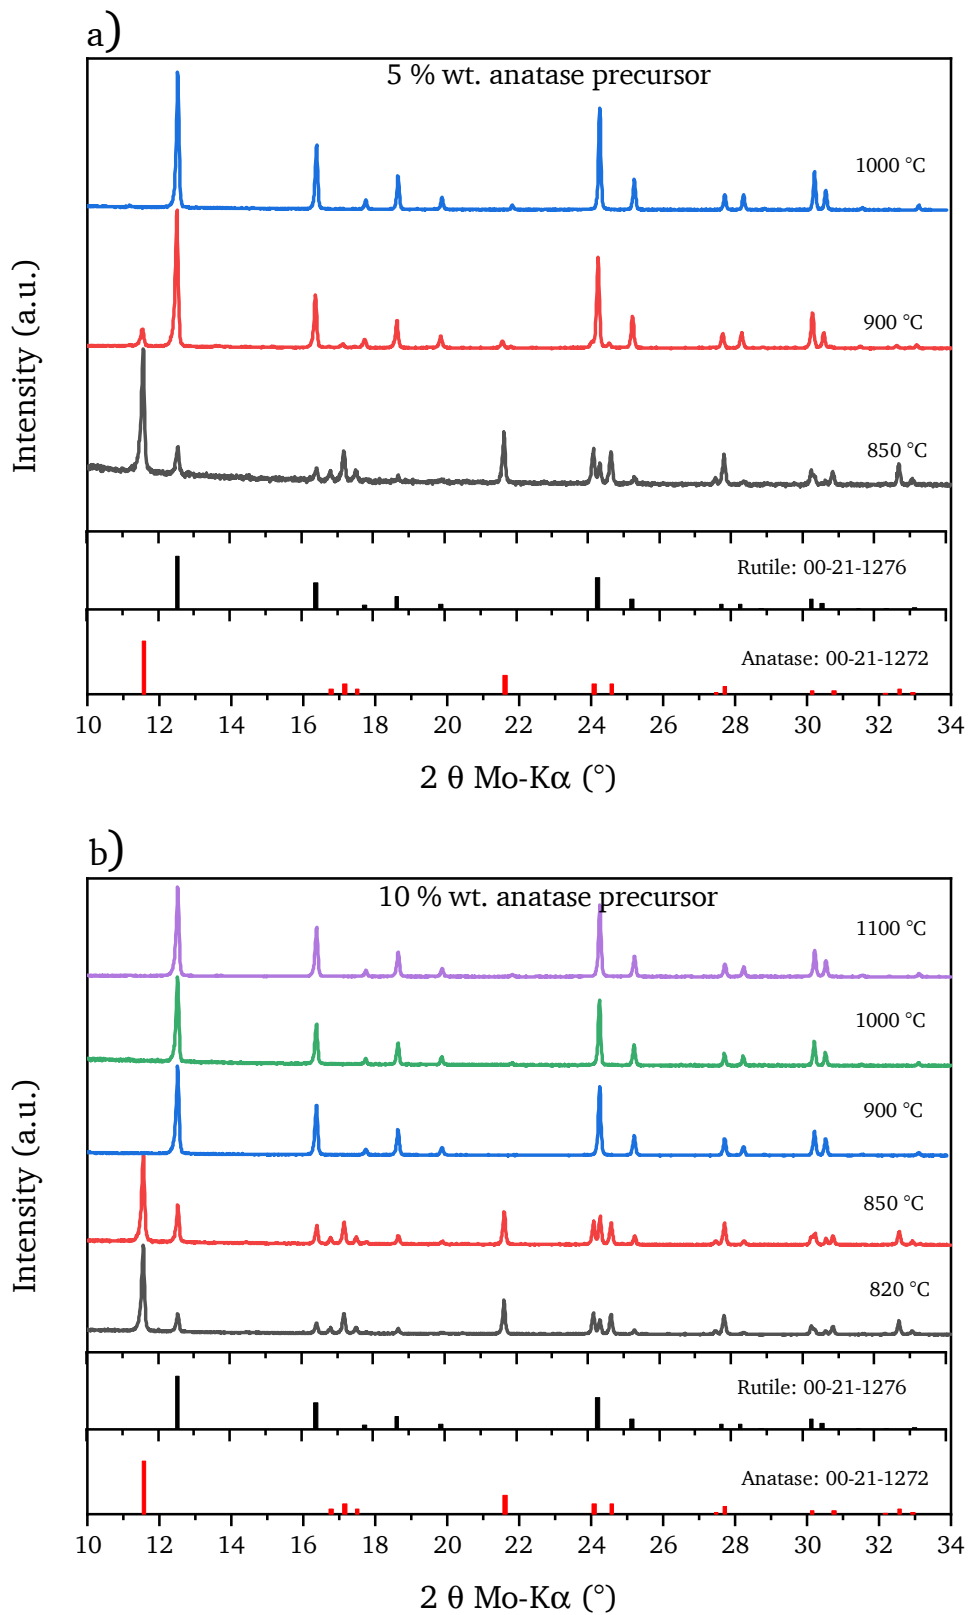 a)
5 % wt. anatase precursor
1000 °C
900 °C
850 °C
Intensity (a.u.)
Rutile: 00-21-1276
Anatase: 00-21-1272
10 12 14 16 18 20 22 24 26 28 30 32 34
2 θ Mo-Kα (°)
b)
10 % wt. anatase precursor
1100 °C
1000 °C
900 °C
850 °C
820 °C
Intensity (a.u.)
Rutile: 00-21-1276
Anatase: 00-21-1272
10 12 14 16 18 20 22 24 26 28 30 32 34
2 θ Mo-Kα (°)